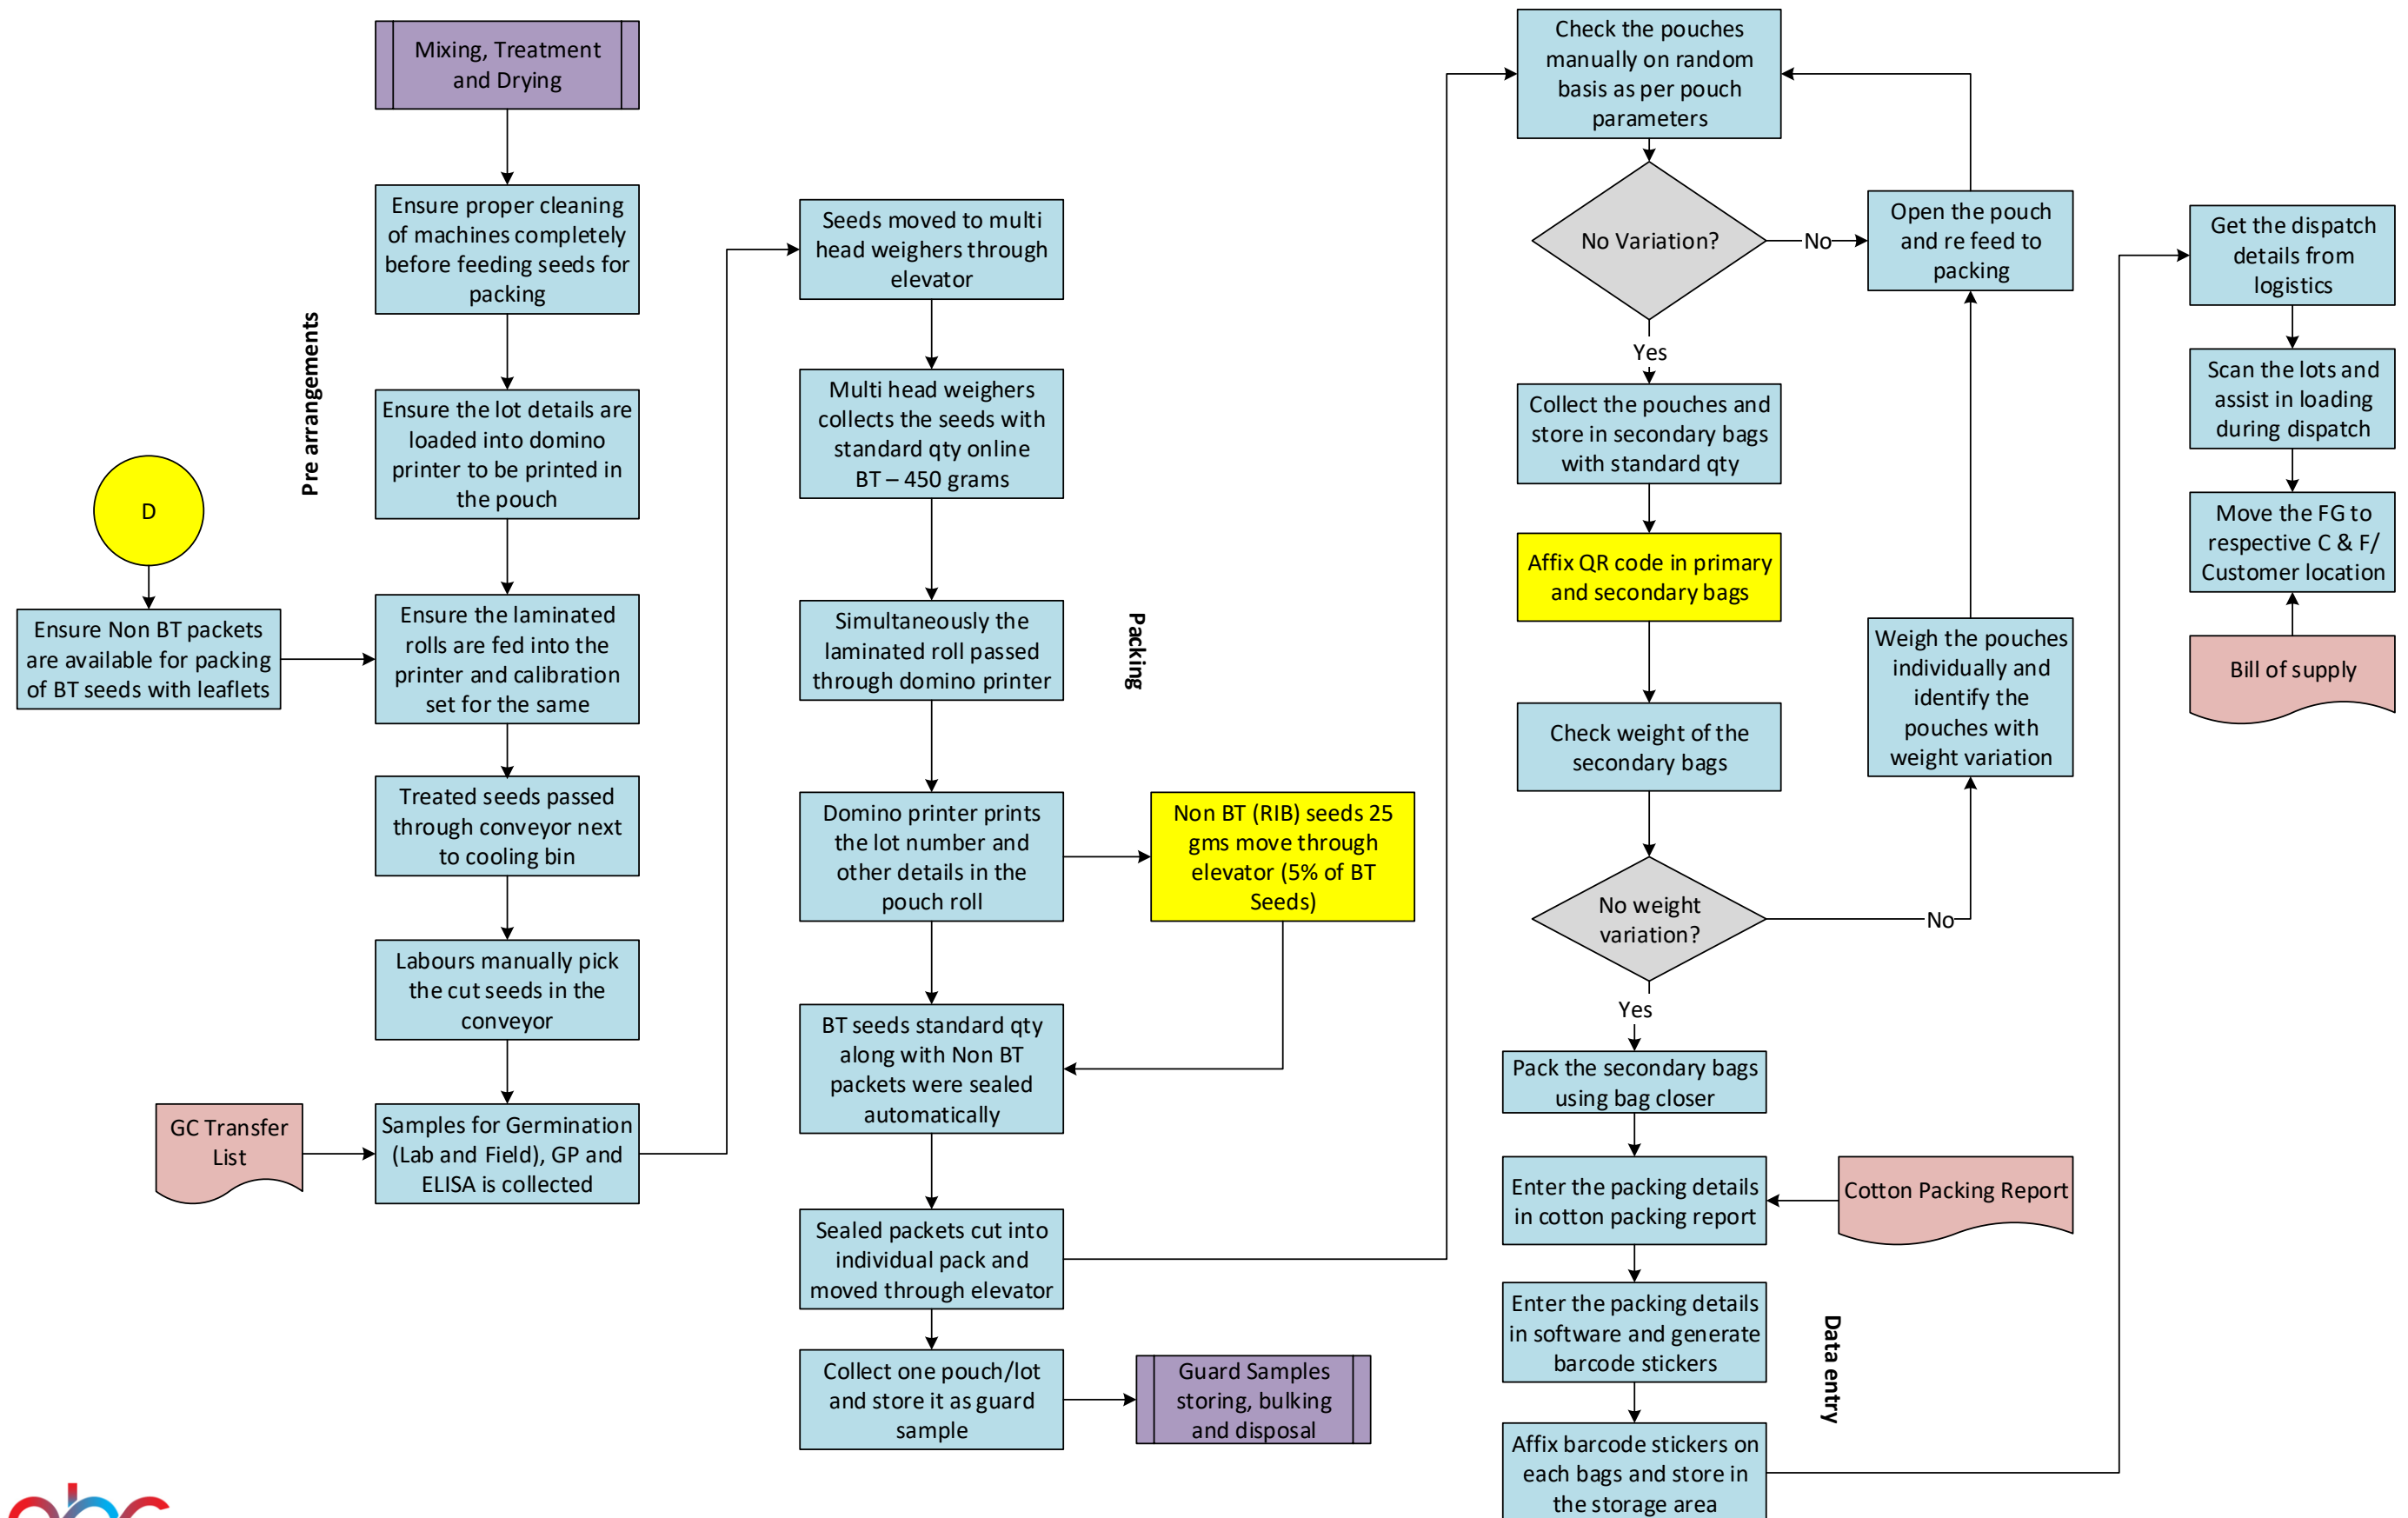 Mixing, Treatment
and Drying
Ensure proper cleaning
of machines completely
before feeding seeds for
packing
Pre arrangements
Ensure the lot details are
loaded into domino
printer to be printed in
the pouch
D
Ensure Non BT packets
are available for packing
of BT seeds with leaflets
Ensure the laminated
rolls are fed into the
printer and calibration
set for the same
Treated seeds passed
through conveyor next
to cooling bin
Labours manually pick
the cut seeds in the
conveyor
GC Transfer
List
Samples for Germination
(Lab and Field), GP and
ELISA is collected
Seeds moved to multi
head weighers through
elevator
Multi head weighers
collects the seeds with
standard qty online
BT – 450 grams
Simultaneously the
laminated roll passed
through domino printer
Packing
Domino printer prints
the lot number and
other details in the
pouch roll
Non BT (RIB) seeds 25
gms move through
elevator (5% of BT
Seeds)
BT seeds standard qty
along with Non BT
packets were sealed
automatically
Sealed packets cut into
individual pack and
moved through elevator
Collect one pouch/lot
and store it as guard
sample
Guard Samples
storing, bulking
and disposal
Check the pouches
manually on random
basis as per pouch
parameters
No Variation?
No
Open the pouch
and re feed to
packing
Yes
Collect the pouches and
store in secondary bags
with standard qty
Affix QR code in primary
and secondary bags
Check weight of the
secondary bags
Weigh the pouches
individually and
identify the
pouches with
weight variation
No weight
variation?
No
Yes
Pack the secondary bags
using bag closer
Enter the packing details
in cotton packing report
Cotton Packing Report
Enter the packing details
in software and generate
barcode stickers
Data entry
Affix barcode stickers on
each bags and store in
the storage area
Get the dispatch
details from
logistics
Scan the lots and
assist in loading
during dispatch
Move the FG to
respective C & F/
Customer location
Bill of supply
abc